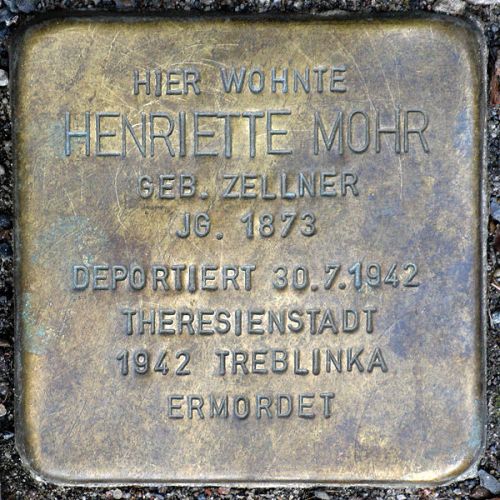 HIER WOHNTE
HENRIETTE MOHR
GEB. ZELLNER
JG. 1873
DEPORTIERT 30.7.1942
THERESIENSTADT
1942 TREBLINKA
ERMORDET